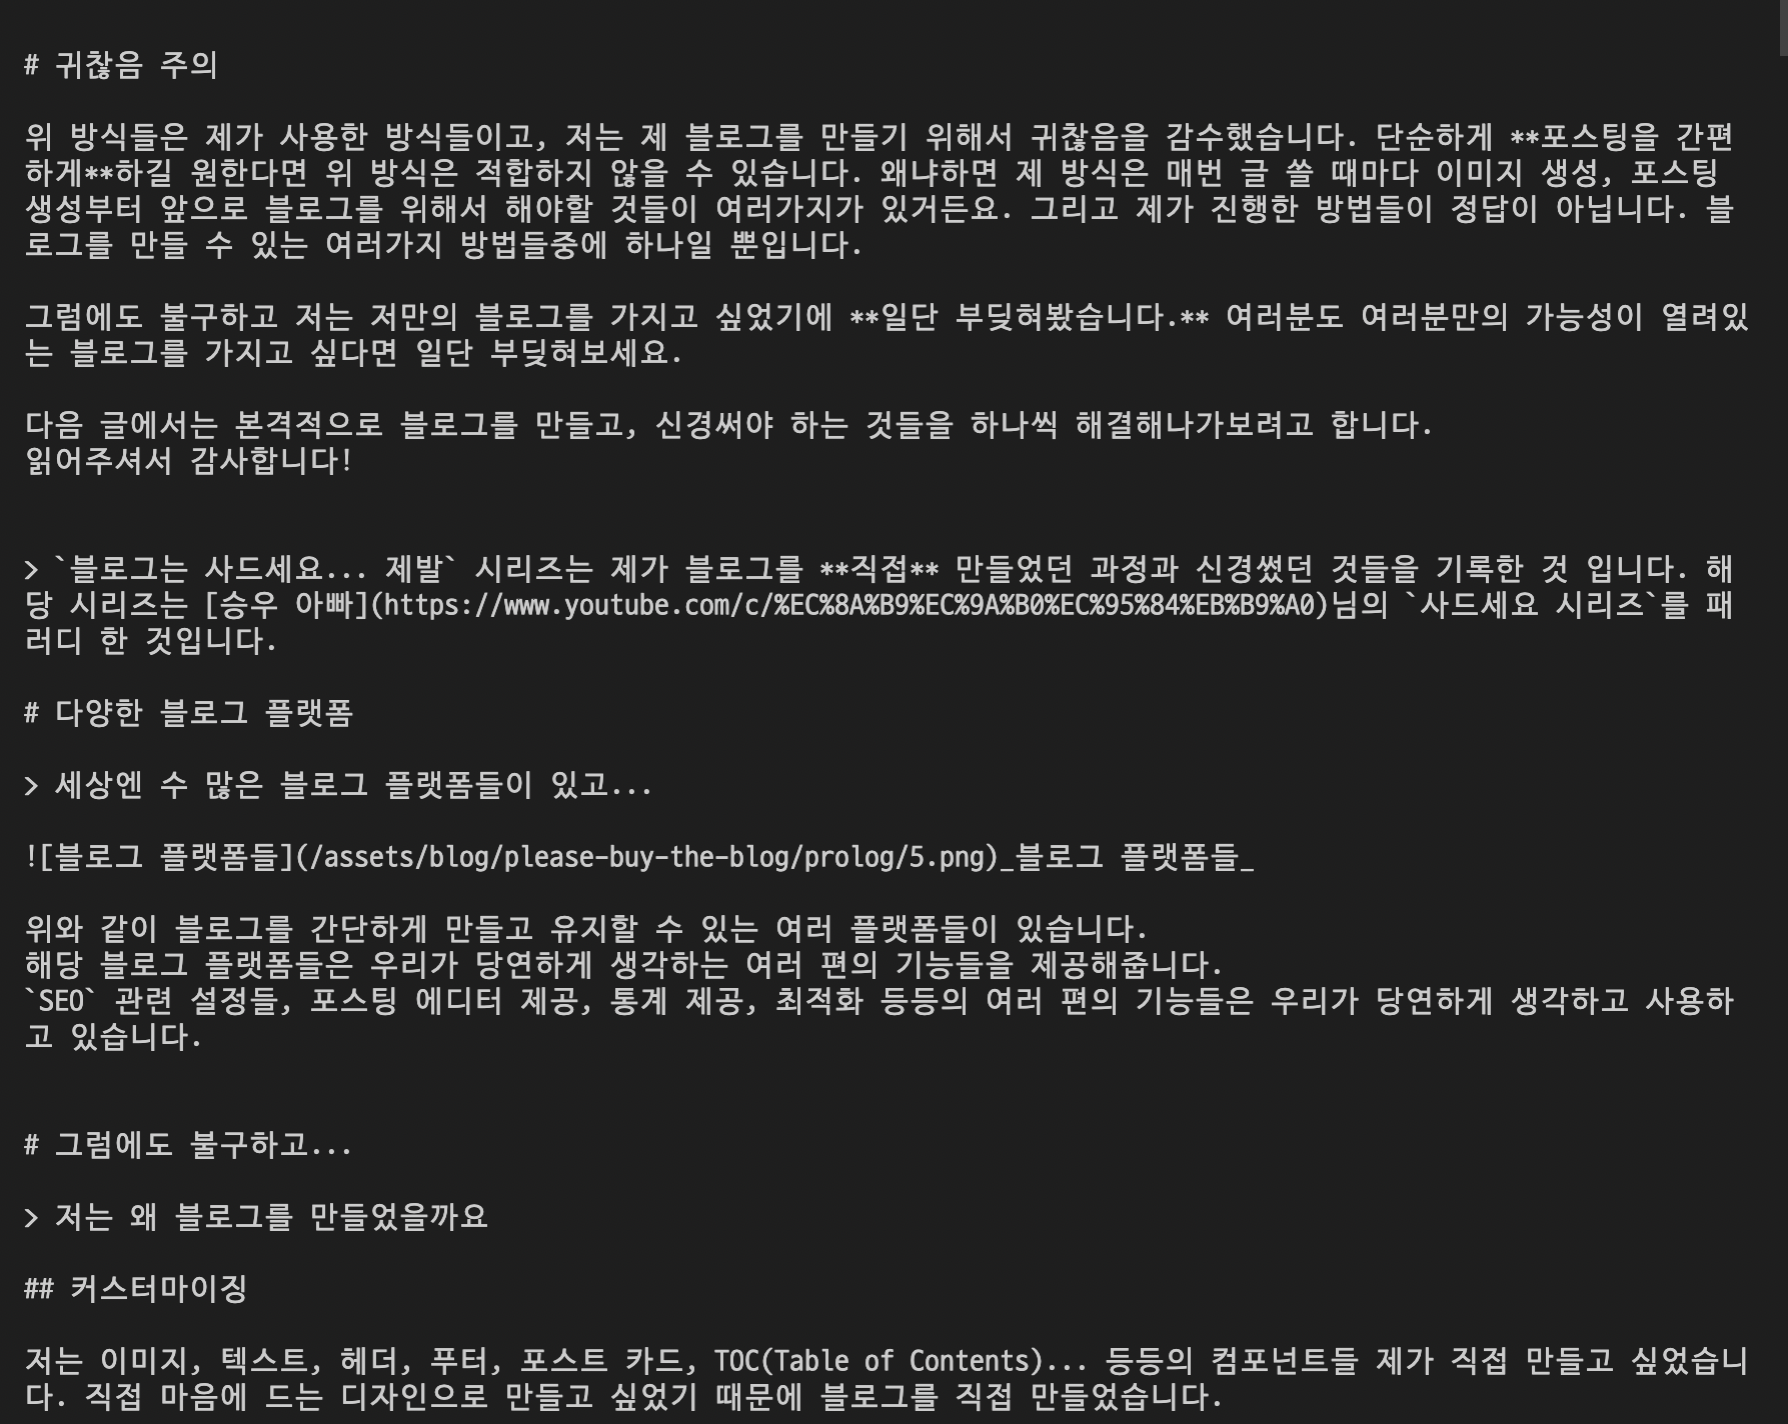 # 귀찮음 주의
위 방식들은 제가 사용한 방식들이고, 저는 제 블로그를 만들기 위해서 귀찮음을 감수했습니다. 단순하게 **포스팅을 간편
하게**하길 원한다면 위 방식은 적합하지 않을 수 있습니다. 왜냐하면 제 방식은 매번 글 쓸 때마다 이미지 생성, 포스팅
생성부터 앞으로 블로그를 위해서 해야할 것들이 여러가지가 있거든요. 그리고 제가 진행한 방법들이 정답이 아닙니다. 블
로그를 만들 수 있는 여러가지 방법들중에 하나일 뿐입니다.
그럼에도 불구하고 저는 저만의 블로그를 가지고 싶었기에 **일단 부딪혀봤습니다.** 여러분도 여러분만의 가능성이 열려있
는 블로그를 가지고 싶다면 일단 부딪혀보세요.
다음 글에서는 본격적으로 블로그를 만들고, 신경써야 하는 것들을 하나씩 해결해나가보려고 합니다.
읽어주셔서 감사합니다!
> `블로그는 사드세요... 제발` 시리즈는 제가 블로그를 **직접** 만들었던 과정과 신경썼던 것들을 기록한 것 입니다. 해
당 시리즈는 [승우 아빠](https://www.youtube.com/c/%EC%8A%B9%EC%9A%B0%EC%95%84%EB%B9%A0)님의 `사드세요 시리즈`를 패
러디 한 것입니다.
# 다양한 블로그 플랫폼
> 세상엔 수 많은 블로그 플랫폼들이 있고...
![블로그 플랫폼들](/assets/blog/please-buy-the-blog/prolog/5.png)_블로그 플랫폼들_
위와 같이 블로그를 간단하게 만들고 유지할 수 있는 여러 플랫폼들이 있습니다.
해당 블로그 플랫폼들은 우리가 당연하게 생각하는 여러 편의 기능들을 제공해줍니다.
`SEO` 관련 설정들, 포스팅 에디터 제공, 통계 제공, 최적화 등등의 여러 편의 기능들은 우리가 당연하게 생각하고 사용하
고 있습니다.
# 그럼에도 불구하고...
> 저는 왜 블로그를 만들었을까요
## 커스터마이징
저는 이미지, 텍스트, 헤더, 푸터, 포스트 카드, TOC(Table of Contents)... 등등의 컴포넌트들 제가 직접 만들고 싶었습니
다. 직접 마음에 드는 디자인으로 만들고 싶었기 때문에 블로그를 직접 만들었습니다.